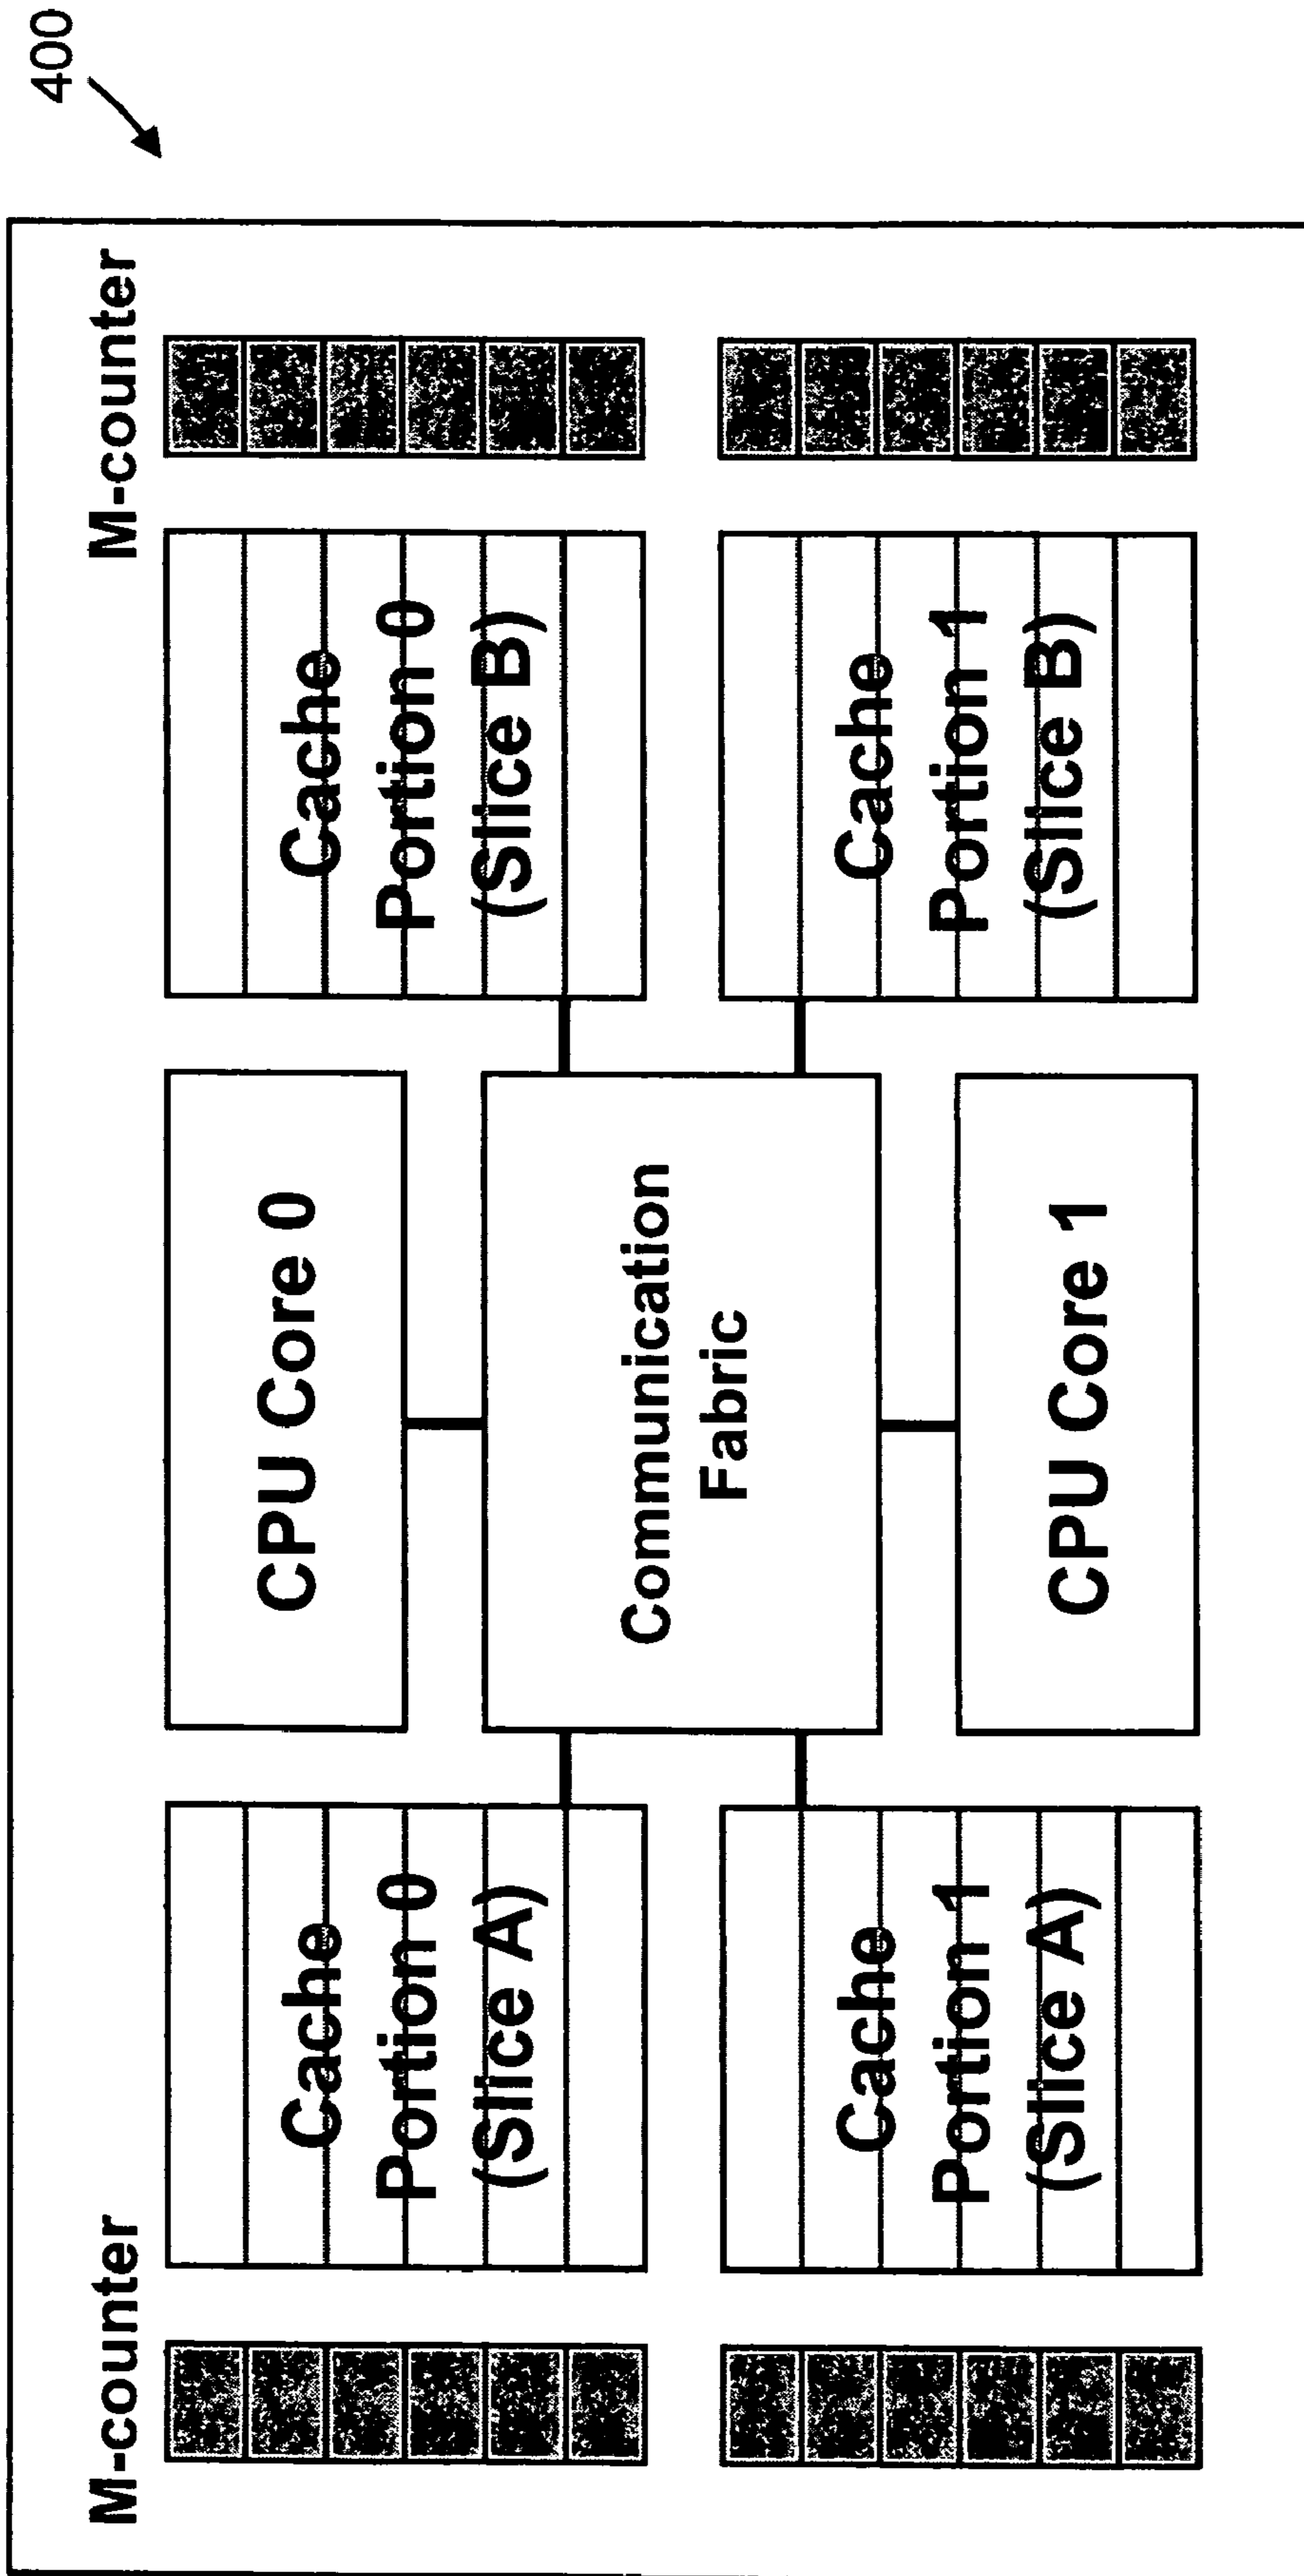 400
M-counter
M-counter
Cache
Portion 0
(Slice A)
CPU Core 0
Cache
Portion 0
(Slice B)
Communication
Fabric
Cache
Portion 1
(Slice A)
CPU Core 1
Cache
Portion 1
(Slice B)